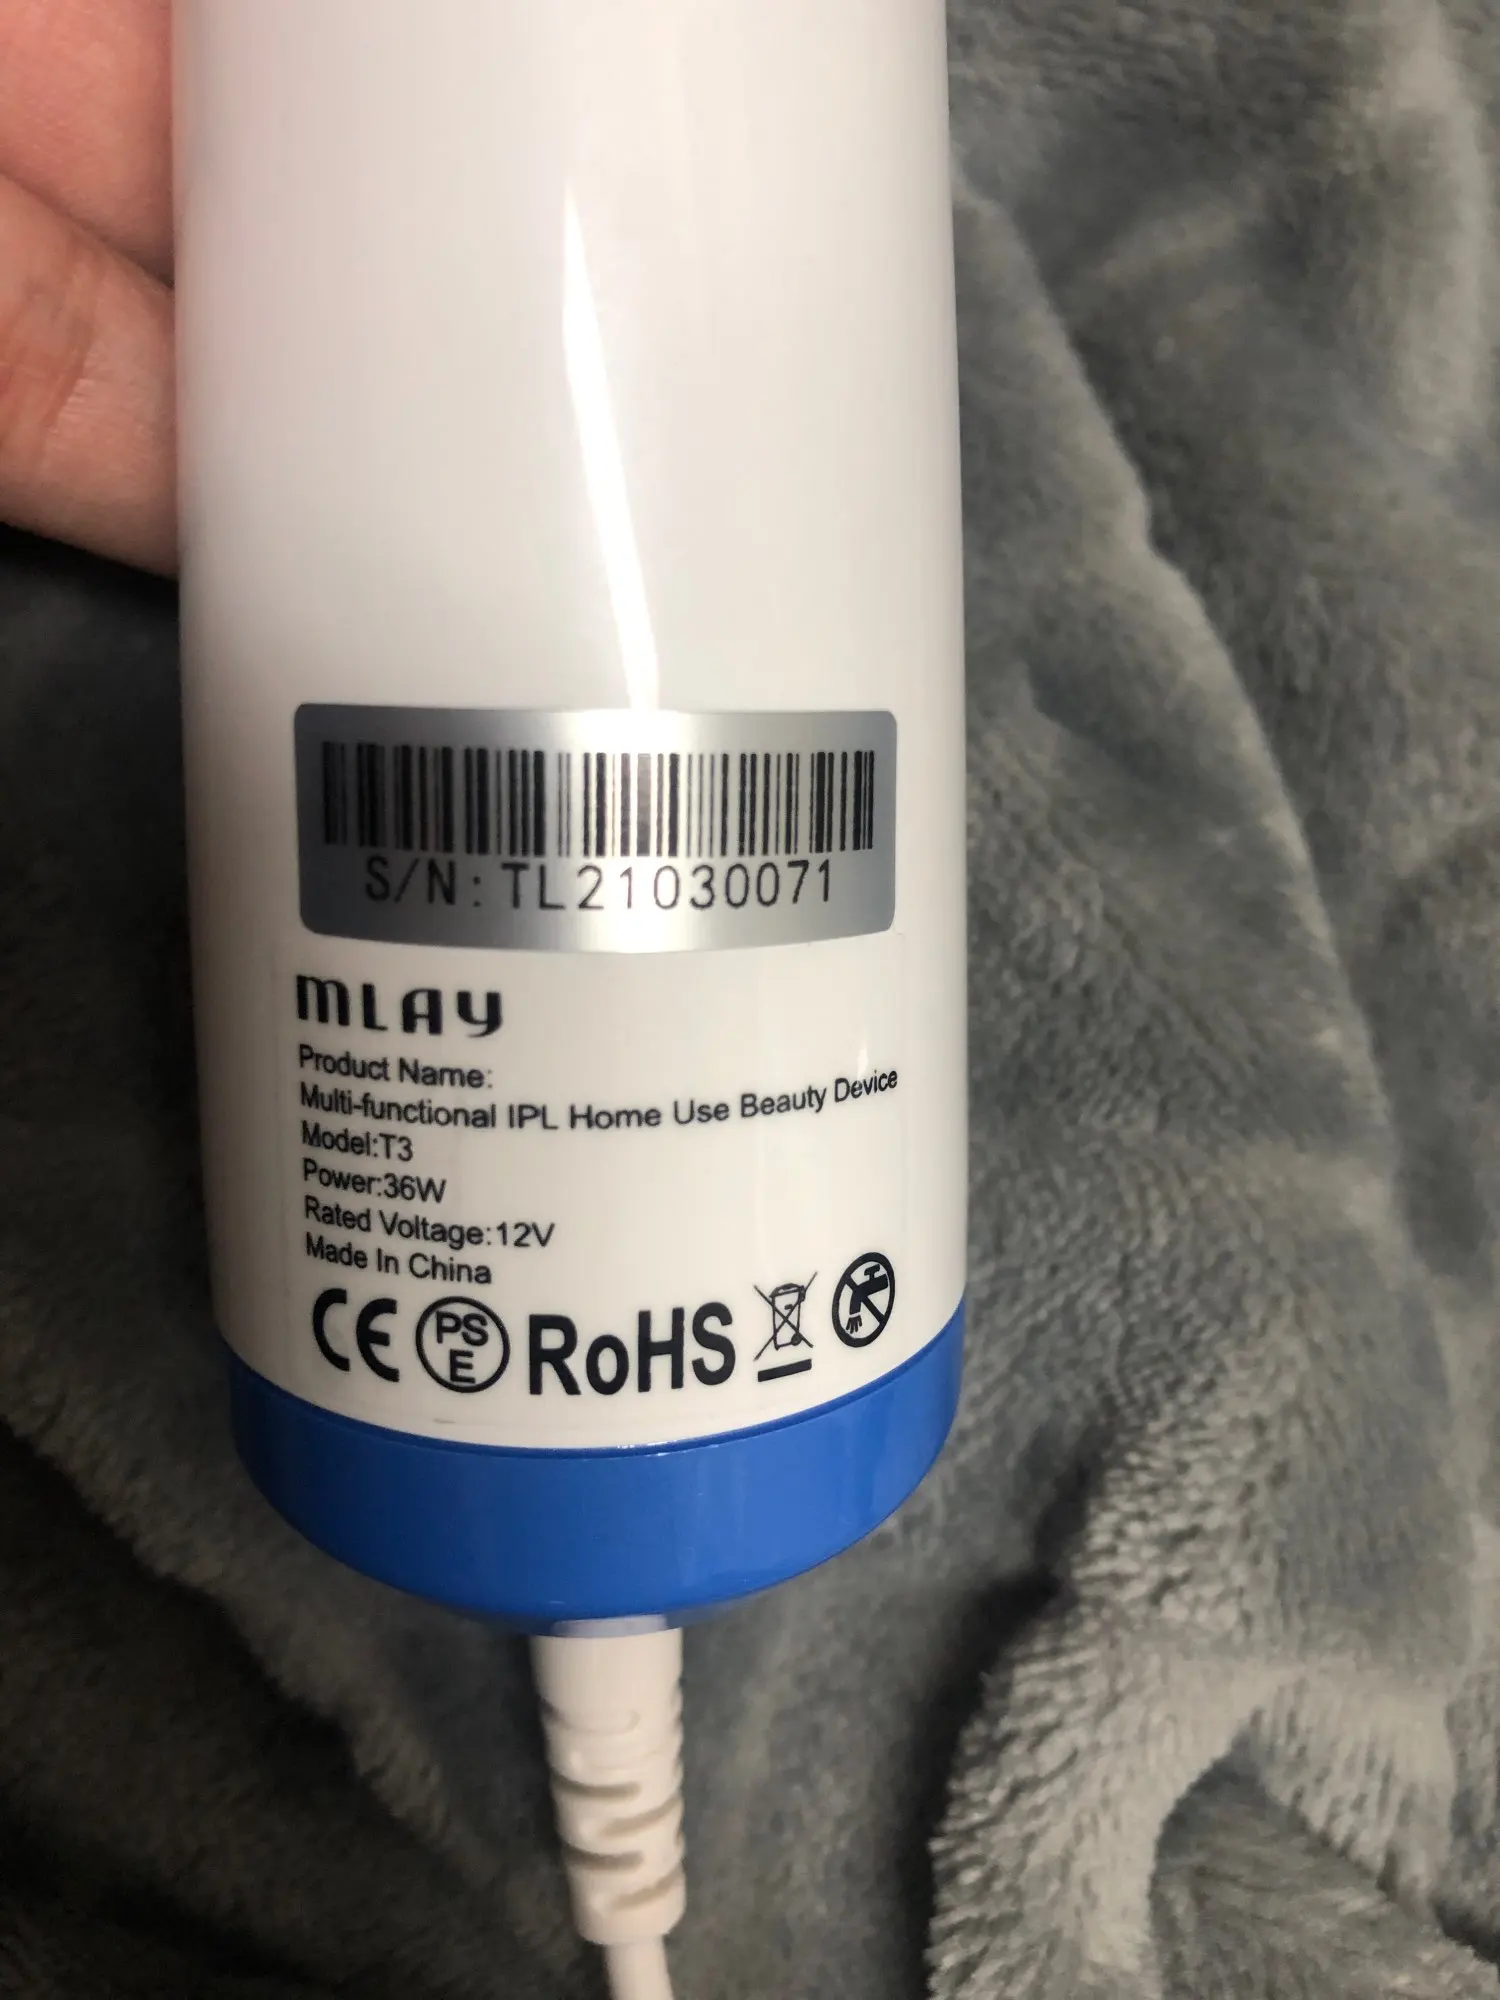 S/N:TL21030071
MLAY
Product Name:
Multi-functional IPL Home Use Beauty Device
Model:T3
Power:36W
Rated Voltage:12V
Made In China
CE PS E RoHS